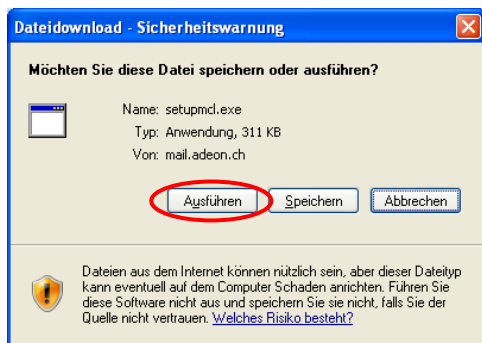 Dateidownload - Sicherheitswarnung
Möchten Sie diese Datei speichern oder ausführen?
Name: setupmcl.exe
Typ: Anwendung, 311 KB
Von: mail.adeon.ch
Ausführen Speichern Abbrechen
Dateien aus dem Internet können nützlich sein, aber dieser Dateityp
kann eventuell auf dem Computer Schaden anrichten. Führen Sie
diese Software nicht aus und speichern Sie sie nicht, falls Sie der
Quelle nicht vertrauen. Welches Risiko besteht?